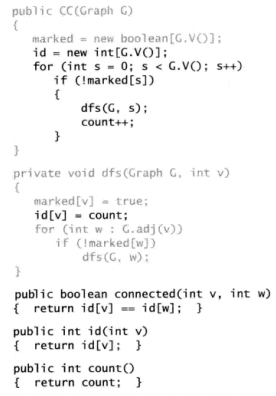 public CC(Graph G)
{
marked = new boolean[G.V()];
id = new int[G.V()];
for (int s = 0; s < G.V(); s++)
if (!marked[s])
{
dfs(G, s);
count++;
}
}
private void dfs(Graph G, int v)
{
marked[v] = true;
id[v] = count;
for (int w : G.adj(v))
if (!marked[w])
dfs(G, w);
}
public boolean connected(int v, int w)
{ return id[v] == id[w]; }
public int id(int v)
{ return id[v]; }
public int count()
{ return count; }